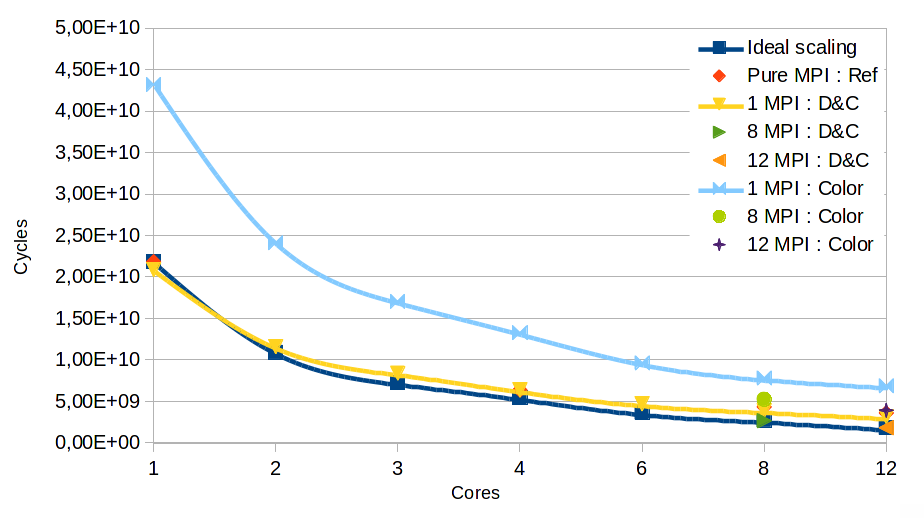 5,00E+10
4,50E+10
4,00E+10
3,50E+10
3,00E+10
2,50E+10
2,00E+10
1,50E+10
1,00E+10
5,00E+09
0,00E+00
Cycles
Ideal scaling
Pure MPI : Ref
1 MPI : D&C
8 MPI : D&C
12 MPI : D&C
1 MPI : Color
8 MPI : Color
12 MPI : Color
1 2 3 4 6 8 12
Cores